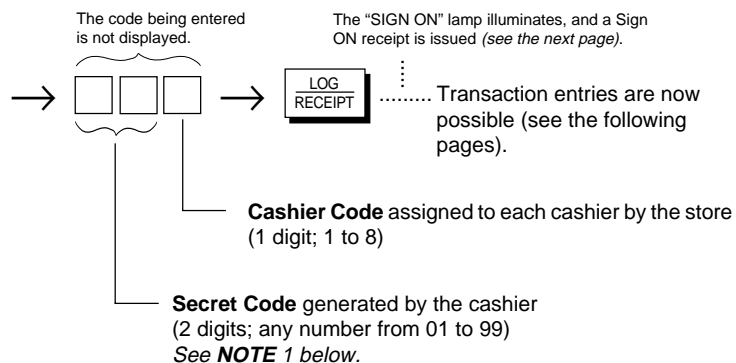 The code being entered
is not displayed.
The “SIGN ON” lamp illuminates, and a Sign
ON receipt is issued (see the next page).
LOG
RECEIPT
......... Transaction entries are now
possible (see the following
pages).
Cashier Code assigned to each cashier by the store
(1 digit; 1 to 8)
Secret Code generated by the cashier
(2 digits; any number from 01 to 99)
See NOTE 1 below.